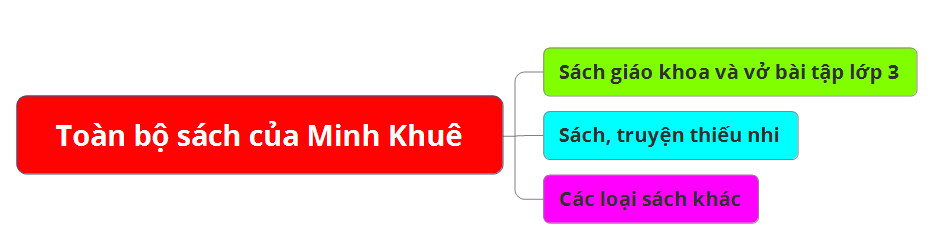 Toàn bộ sách của Minh Khuê
Sách giáo khoa và vở bài tập lớp 3
Sách, truyện thiếu nhi
Các loại sách khác